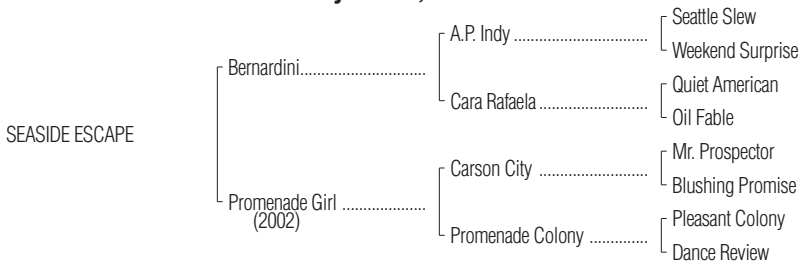 Seattle Slew
A.P. Indy ................................
Weekend Surprise
Bernardini..............................
Quiet American
Cara Rafaela ..........................
Oil Fable
SEASIDE ESCAPE
Mr. Prospector
Carson City ..........................
Blushing Promise
Promenade Girl ....................
(2002)
Pleasant Colony
Promenade Colony ..............
Dance Review